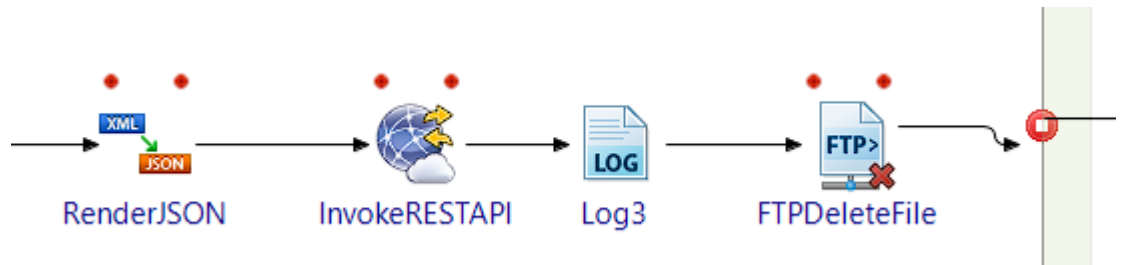 XML
JSON
LOG
FTP>
RenderJSON
InvokeRESTAPI
Log3
FTPDeleteFile